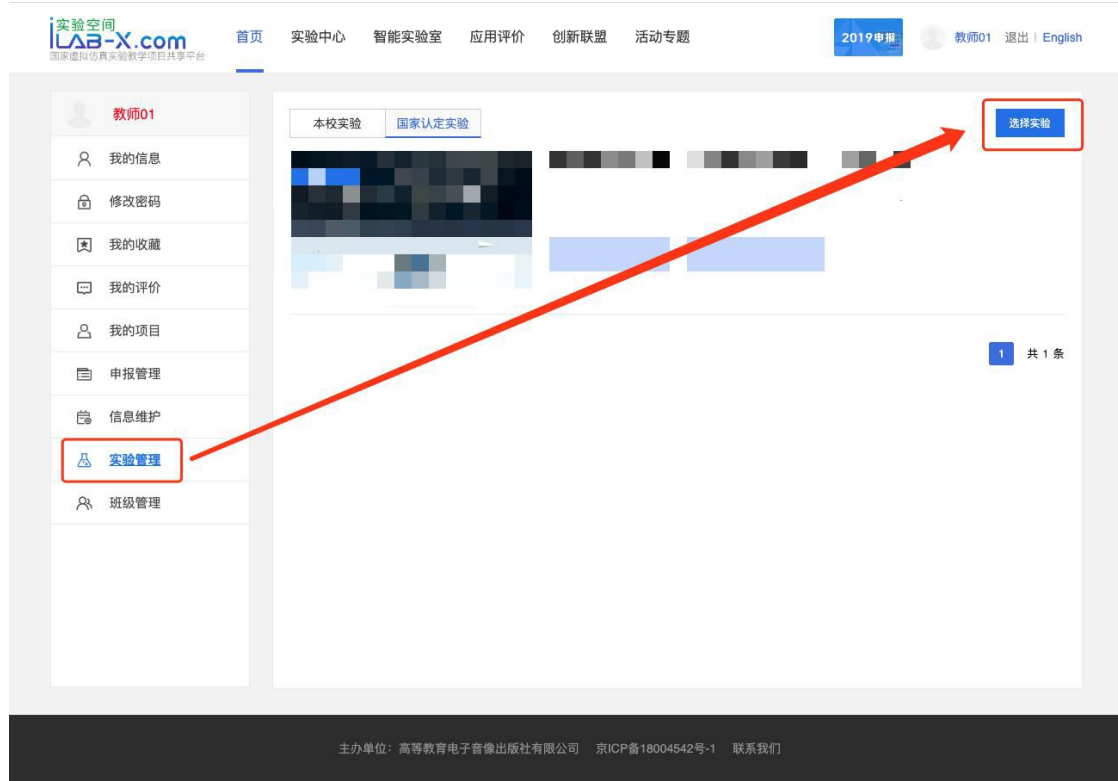 实验空间
iLAB-X.com
国家虚拟仿真实验教学项目共享平台
首页 实验中心 智能实验室 应用评价 创新联盟 活动专题
2019申报
教师01 退出 | English
教师01
我的信息
修改密码
我的收藏
我的评价
我的项目
申报管理
信息维护
实验管理
班级管理
本校实验 国家认定实验
选择实验
1 共 1 条
主办单位：高等教育电子音像出版社有限公司 京ICP备18004542号-1 联系我们